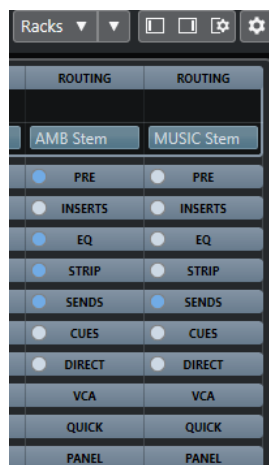 Racks
ROUTING ROUTING
AMB Stem MUSIC Stem
PRE PRE
INSERTS INSERTS
EQ EQ
STRIP STRIP
SENDS SENDS
CUES CUES
DIRECT DIRECT
VCA VCA
QUICK QUICK
PANEL PANEL